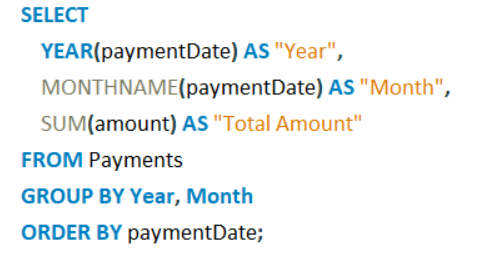 SELECT
YEAR(paymentDate) AS "Year",
MONTHNAME(paymentDate) AS "Month",
SUM(amount) AS "Total Amount"
FROM Payments
GROUP BY Year, Month
ORDER BY paymentDate;